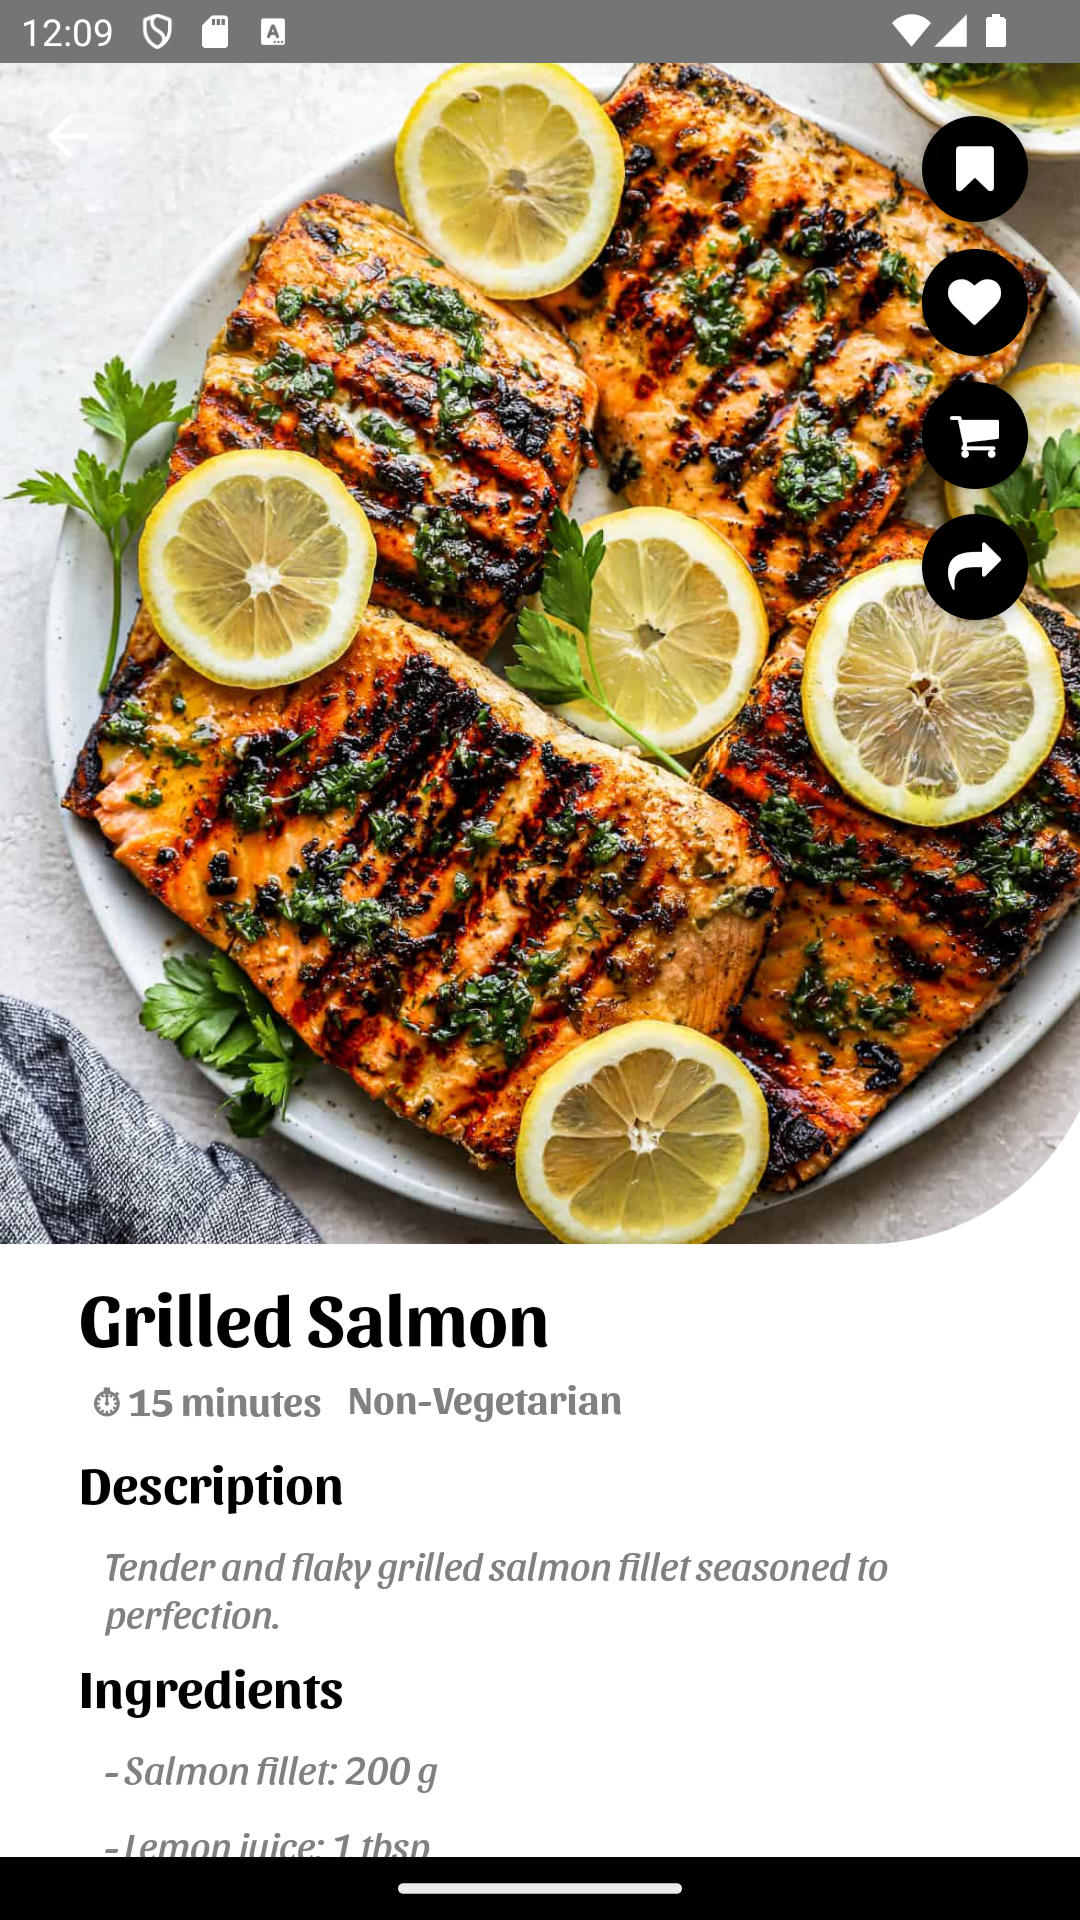 12:09
Grilled Salmon
15 minutes Non-Vegetarian
Description
Tender and flaky grilled salmon fillet seasoned to
perfection.
Ingredients
- Salmon fillet: 200 g
- Lemon juice: 1 tbsp